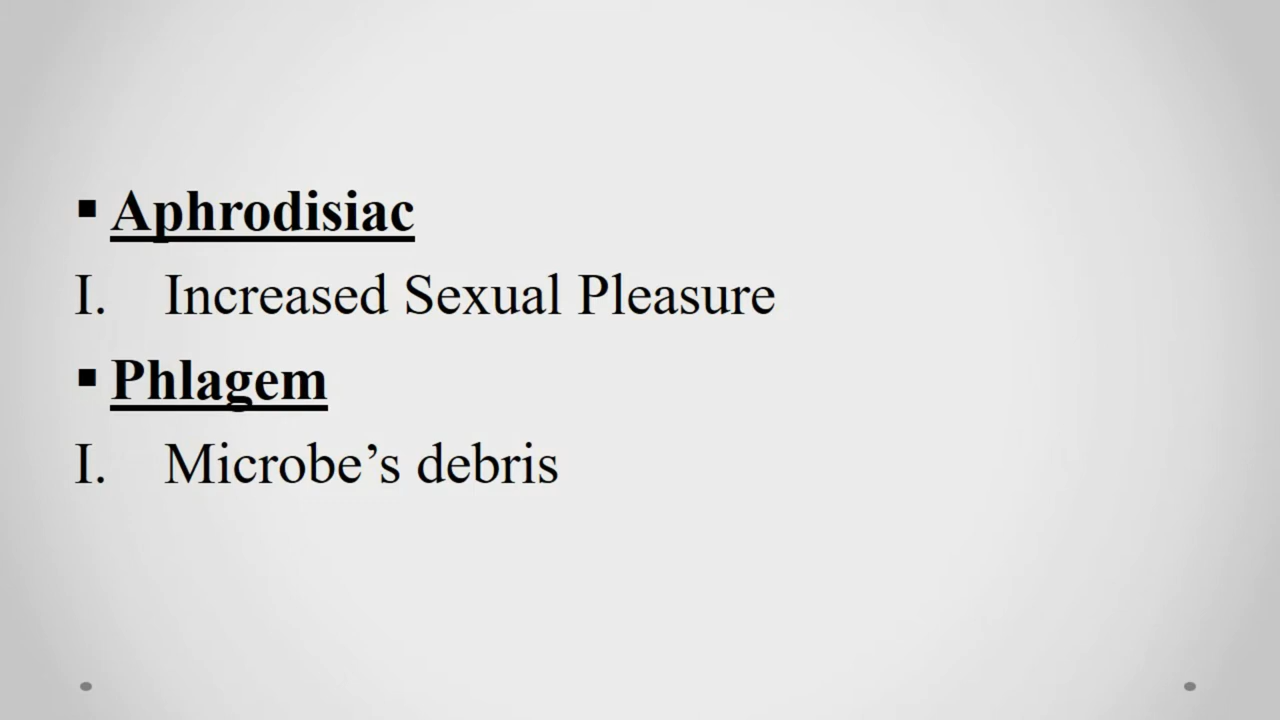 ▪ Aphrodisiac
I. Increased Sexual Pleasure
▪ Phlagem
I. Microbe’s debris